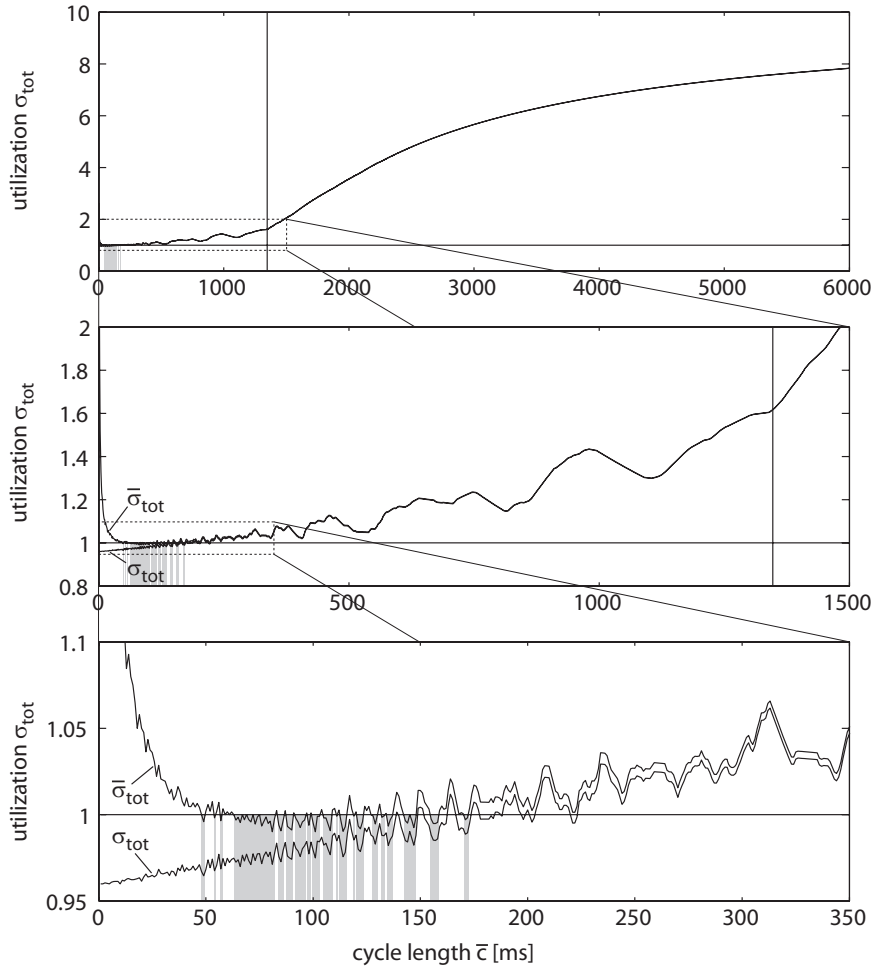 10
8
6
4
2
0
utilization σtot
0 1000 2000 3000 4000 5000 6000
2
1.8
1.6
1.4
1.2
1
0.8
utilization σtot
σ̅tot
σtot
0 500 1000 1500
1.1
1.05
1
0.95
utilization σtot
σ̅tot
σtot
0 50 100 150 200 250 300 350
cycle length c̅ [ms]